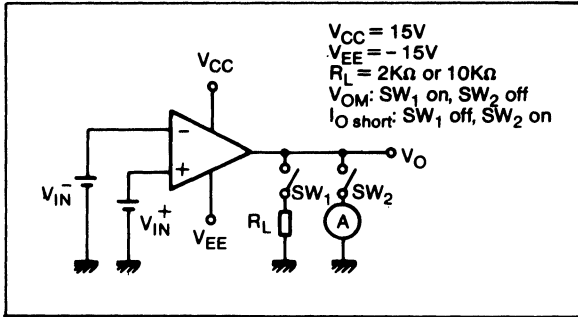 V_CC = 15V
V_EE = - 15V
R_L = 2KΩ or 10KΩ
V_OM: SW_1 on, SW_2 off
I_O short: SW_1 off, SW_2 on
V_CC
-
+
V_O
V_IN^-
V_IN^+
V_EE
SW_1
SW_2
R_L
A